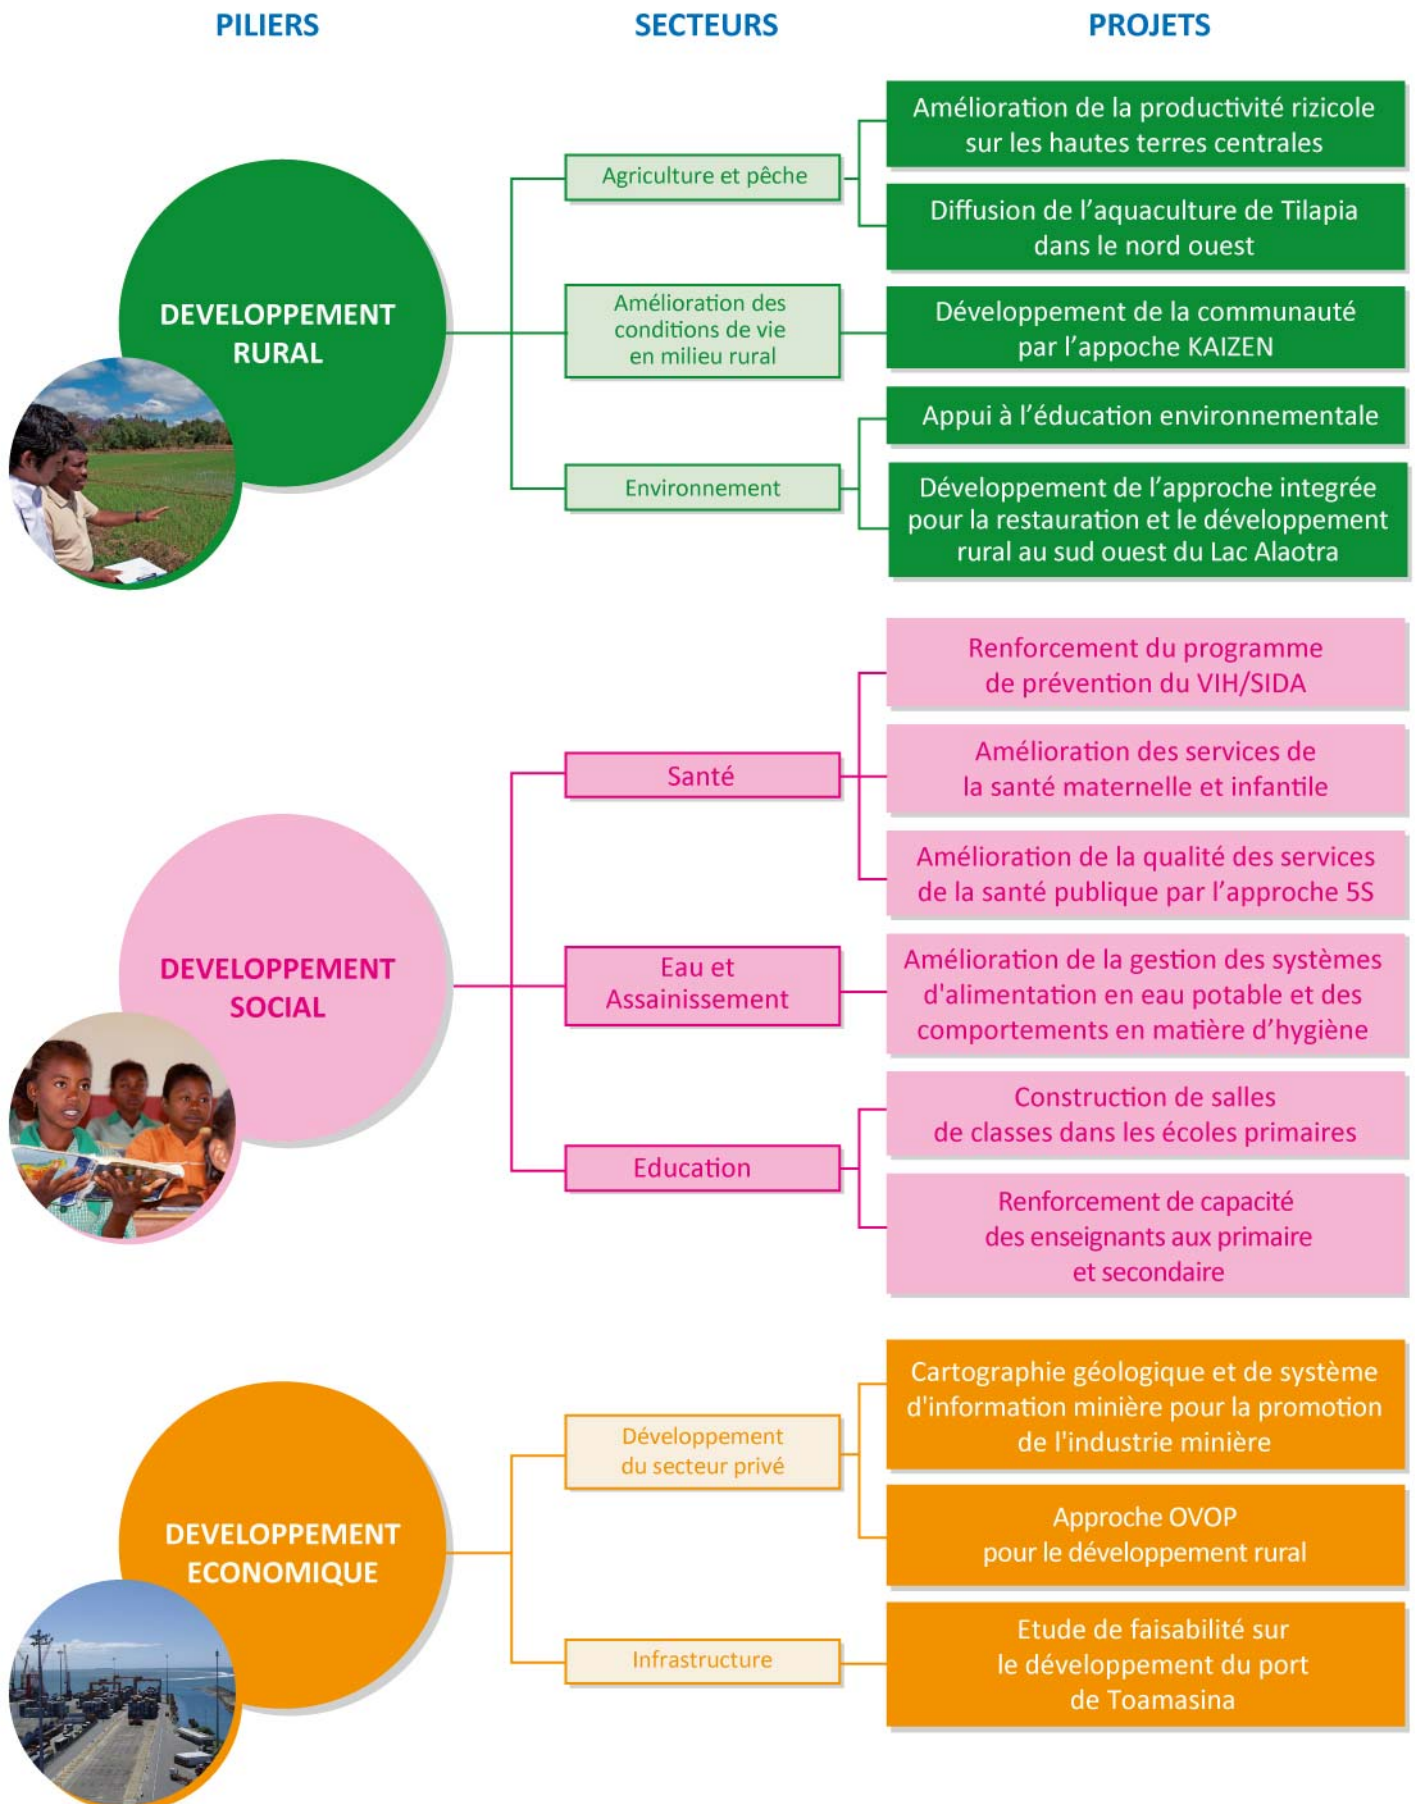 PILIERS
SECTEURS
PROJETS
DEVELOPPEMENT
RURAL
Agriculture et pêche
Amélioration de la productivité rizicole
sur les hautes terres centrales
Diffusion de l’aquaculture de Tilapia
dans le nord ouest
Amélioration des
conditions de vie
en milieu rural
Développement de la communauté
par l’appoche KAIZEN
Environnement
Appui à l’éducation environnementale
Développement de l’approche integrée
pour la restauration et le développement
rural au sud ouest du Lac Alaotra
DEVELOPPEMENT
SOCIAL
Santé
Renforcement du programme
de prévention du VIH/SIDA
Amélioration des services de
la santé maternelle et infantile
Amélioration de la qualité des services
de la santé publique par l’approche 5S
Eau et
Assainissement
Amélioration de la gestion des systèmes
d'alimentation en eau potable et des
comportements en matière d’hygiène
Education
Construction de salles
de classes dans les écoles primaires
Renforcement de capacité
des enseignants aux primaire
et secondaire
DEVELOPPEMENT
ECONOMIQUE
Développement
du secteur privé
Cartographie géologique et de système
d'information minière pour la promotion
de l'industrie minière
Approche OVOP
pour le développement rural
Infrastructure
Etude de faisabilité sur
le développement du port
de Toamasina